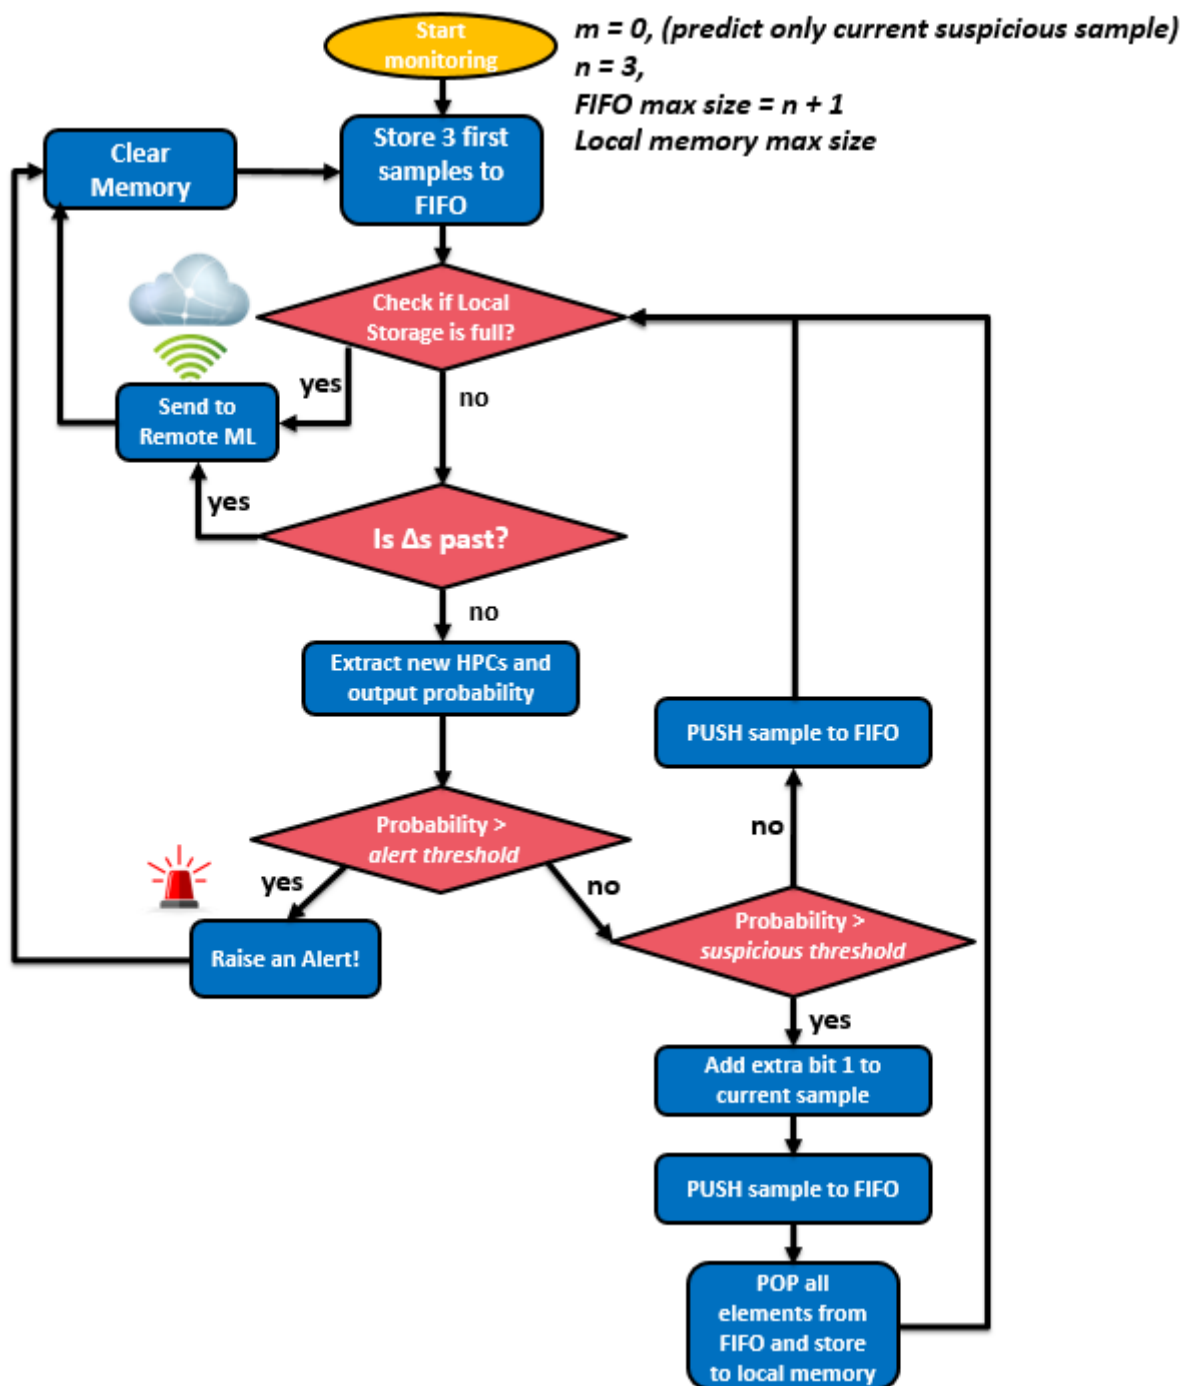 Start
monitoring
m = 0, (predict only current suspicious sample)
n = 3,
FIFO max size = n + 1
Local memory max size
Clear
Memory
Store 3 first
samples to
FIFO
Check if Local
Storage is full?
yes
no
Send to
Remote ML
yes
Is Δs past?
no
Extract new HPCs and
output probability
PUSH sample to FIFO
Probability >
alert threshold
no
yes
no
Raise an Alert!
Probability >
suspicious threshold
yes
Add extra bit 1 to
current sample
PUSH sample to FIFO
POP all
elements from
FIFO and store
to local memory